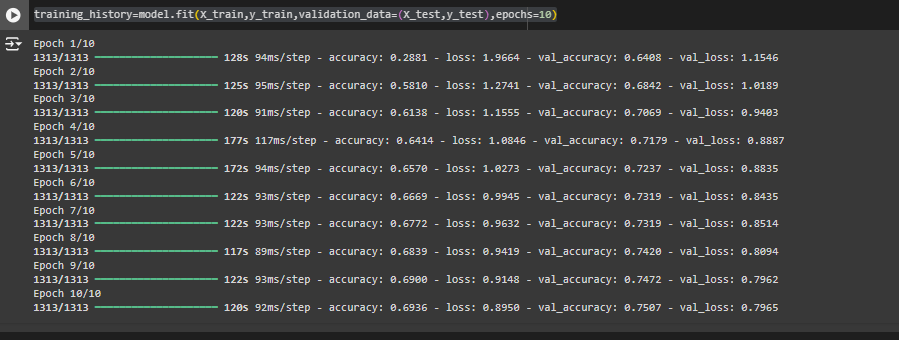 training_history=model.fit(X_train,y_train,validation_data=(X_test,y_test),epochs=10)
Epoch 1/10
1313/1313 ━━━━━━━━━━━━━━━━━━━━ 128s 94ms/step - accuracy: 0.2881 - loss: 1.9664 - val_accuracy: 0.6408 - val_loss: 1.1546
Epoch 2/10
1313/1313 ━━━━━━━━━━━━━━━━━━━━ 125s 95ms/step - accuracy: 0.5810 - loss: 1.2741 - val_accuracy: 0.6842 - val_loss: 1.0189
Epoch 3/10
1313/1313 ━━━━━━━━━━━━━━━━━━━━ 120s 91ms/step - accuracy: 0.6138 - loss: 1.1555 - val_accuracy: 0.7069 - val_loss: 0.9403
Epoch 4/10
1313/1313 ━━━━━━━━━━━━━━━━━━━━ 177s 117ms/step - accuracy: 0.6414 - loss: 1.0846 - val_accuracy: 0.7179 - val_loss: 0.8887
Epoch 5/10
1313/1313 ━━━━━━━━━━━━━━━━━━━━ 172s 94ms/step - accuracy: 0.6570 - loss: 1.0273 - val_accuracy: 0.7237 - val_loss: 0.8835
Epoch 6/10
1313/1313 ━━━━━━━━━━━━━━━━━━━━ 122s 93ms/step - accuracy: 0.6669 - loss: 0.9945 - val_accuracy: 0.7319 - val_loss: 0.8435
Epoch 7/10
1313/1313 ━━━━━━━━━━━━━━━━━━━━ 122s 93ms/step - accuracy: 0.6772 - loss: 0.9632 - val_accuracy: 0.7319 - val_loss: 0.8514
Epoch 8/10
1313/1313 ━━━━━━━━━━━━━━━━━━━━ 117s 89ms/step - accuracy: 0.6839 - loss: 0.9419 - val_accuracy: 0.7420 - val_loss: 0.8094
Epoch 9/10
1313/1313 ━━━━━━━━━━━━━━━━━━━━ 122s 93ms/step - accuracy: 0.6900 - loss: 0.9148 - val_accuracy: 0.7472 - val_loss: 0.7962
Epoch 10/10
1313/1313 ━━━━━━━━━━━━━━━━━━━━ 120s 92ms/step - accuracy: 0.6936 - loss: 0.8950 - val_accuracy: 0.7507 - val_loss: 0.7965